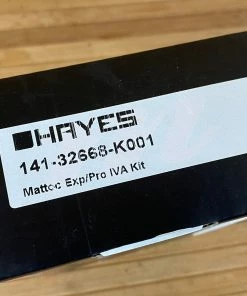 HAYES
141-32668-K001
Mattoc Exp/Pro IVA Kit